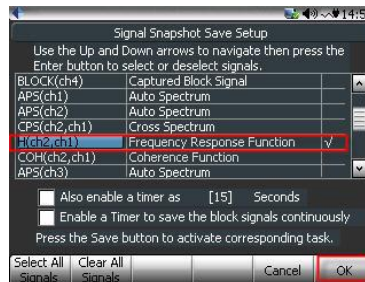 14:5
Signal Snapshot Save Setup
Use the Up and Down arrows to navigate then press the
Enter button to select or deselect signals.
BLOCK(ch4) Captured Block Signal
APS(ch1) Auto Spectrum
APS(ch2) Auto Spectrum
CPS(ch2,ch1) Cross Spectrum
H(ch2,ch1) Frequency Response Function √
COH(ch2,ch1) Coherence Function
APS(ch3) Auto Spectrum
Also enable a timer as [15] Seconds
Enable a Timer to save the block signals continuously
Press the Save button to activate corresponding task.
Select All Signals Clear All Signals Cancel OK